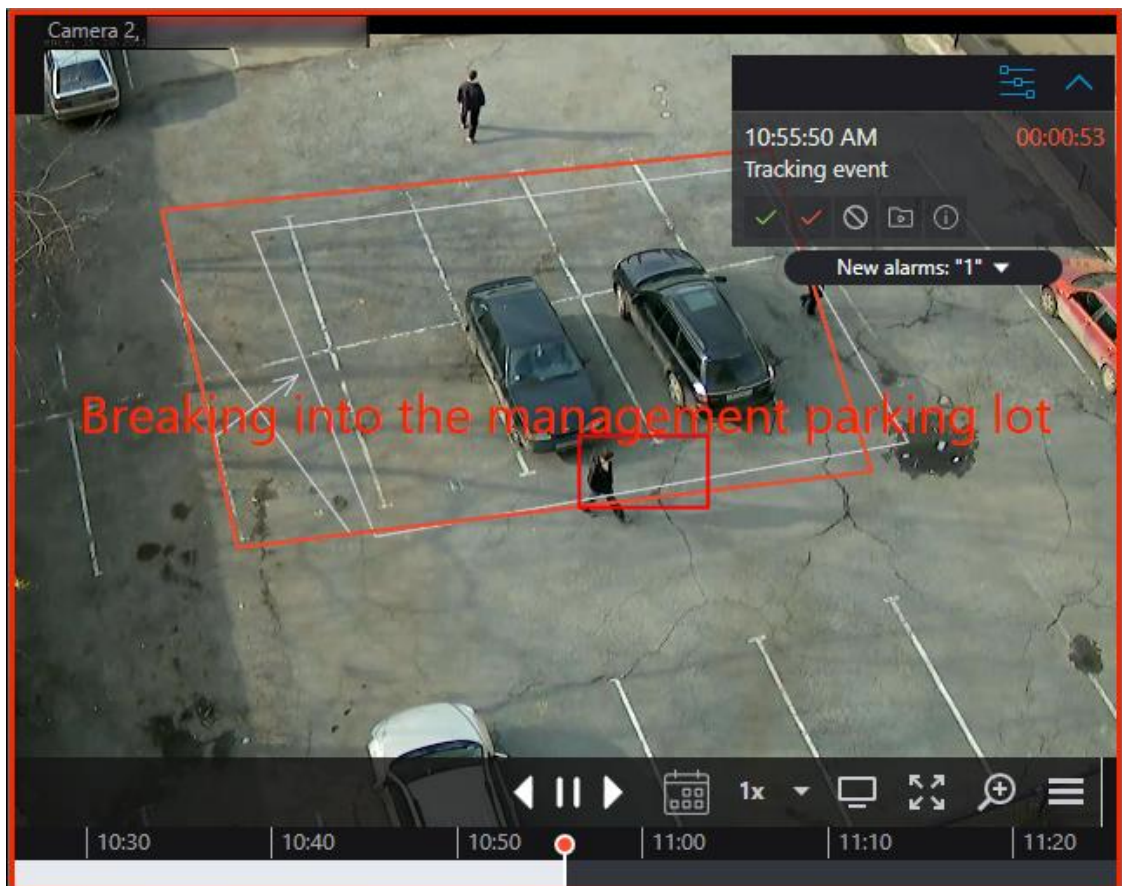 Camera 2,
10:55:50 AM 00:00:53
Tracking event
New alarms: "1"
Breaking into the management parking lot
1x
10:30 10:40 10:50 11:00 11:10 11:20